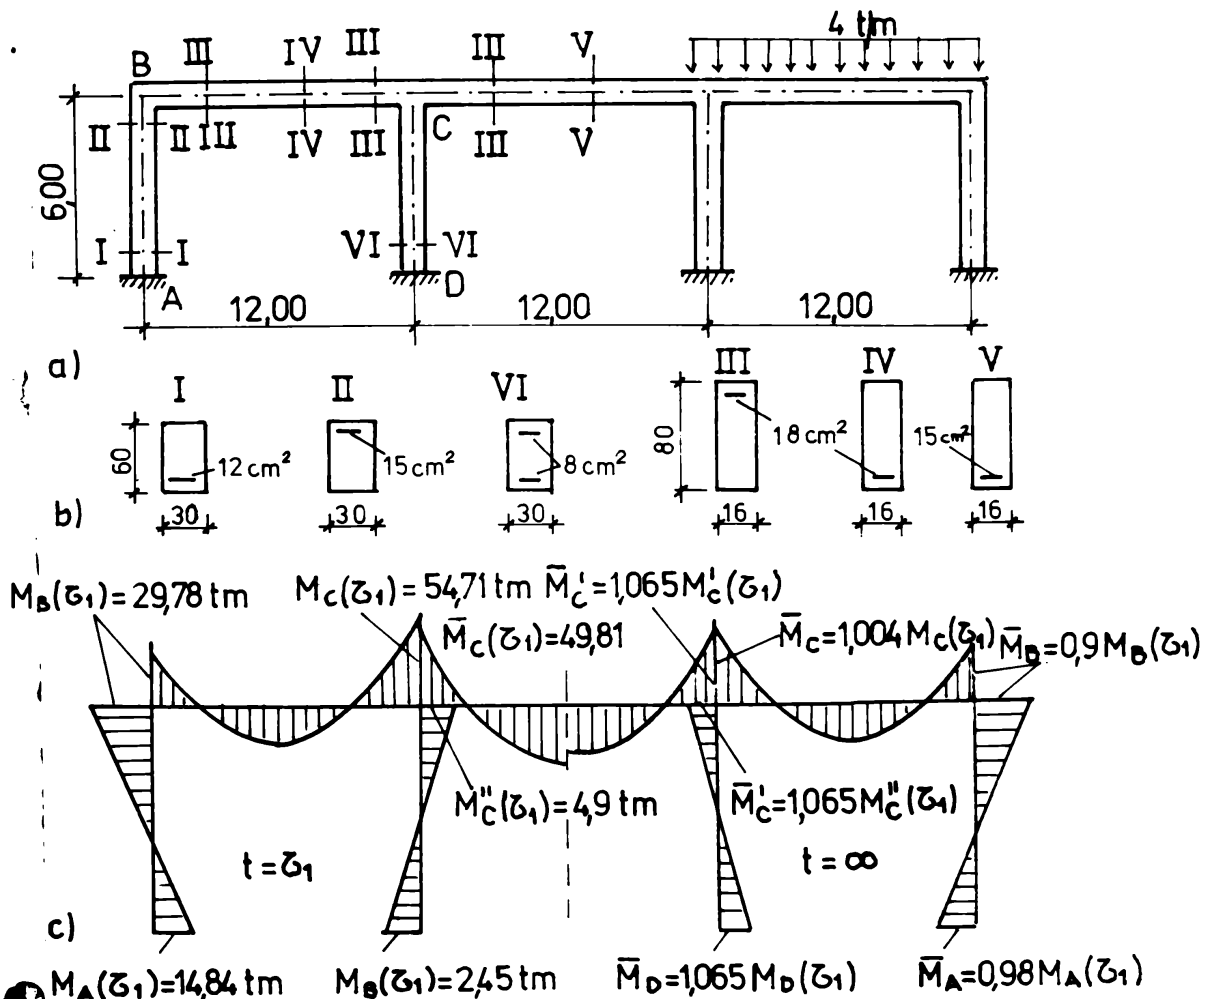 4 t/m
B III IV III III V
II II III IV III C III V
6,00
I I VI VI
A D
12,00 12,00 12,00
a)
I II VI III IV V
60 12 cm² 15 cm² 8 cm² 80 18 cm² 15 cm²
b) 30 30 30 16 16 16
M_B(τ₁)=29,78 tm M_C(τ₁)=54,71 tm M̄_C'=1,065 M_C'(τ₁)
M̄_C(τ₁)=49,81 M̄_C=1,004 M_C(τ₁) M̄_B=0,9 M_B(τ₁)
M_C''(τ₁)=4,9 tm M̄_C'=1,065 M_C''(τ₁)
t=τ₁ t=∞
c)
M_A(τ₁)=14,84 tm M_B(τ₁)=2,45 tm M̄_D=1,065 M_D(τ₁) M̄_A=0,98 M_A(τ₁)